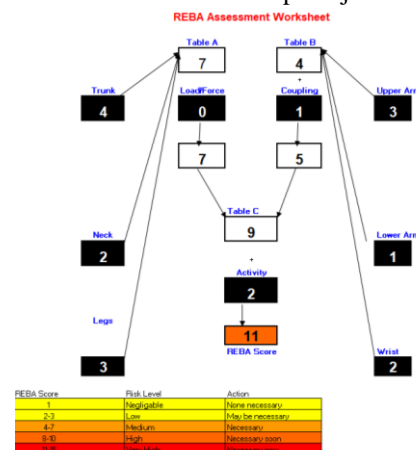 REBA Assessment Worksheet
Table A
Table B
7
4
+
Trunk
Load/Force
Coupling
Upper Arm
4
0
1
3
7
5
Table C
9
Neck
Lower Arm
2
+
1
Activity
2
Legs
11
REBA Score
Wrist
3
2
REBA Score Risk Level Action
1 Negligable None necessary
2-3 Low May be necessary
4-7 Medium Necessary
8-10 High Necessary soon